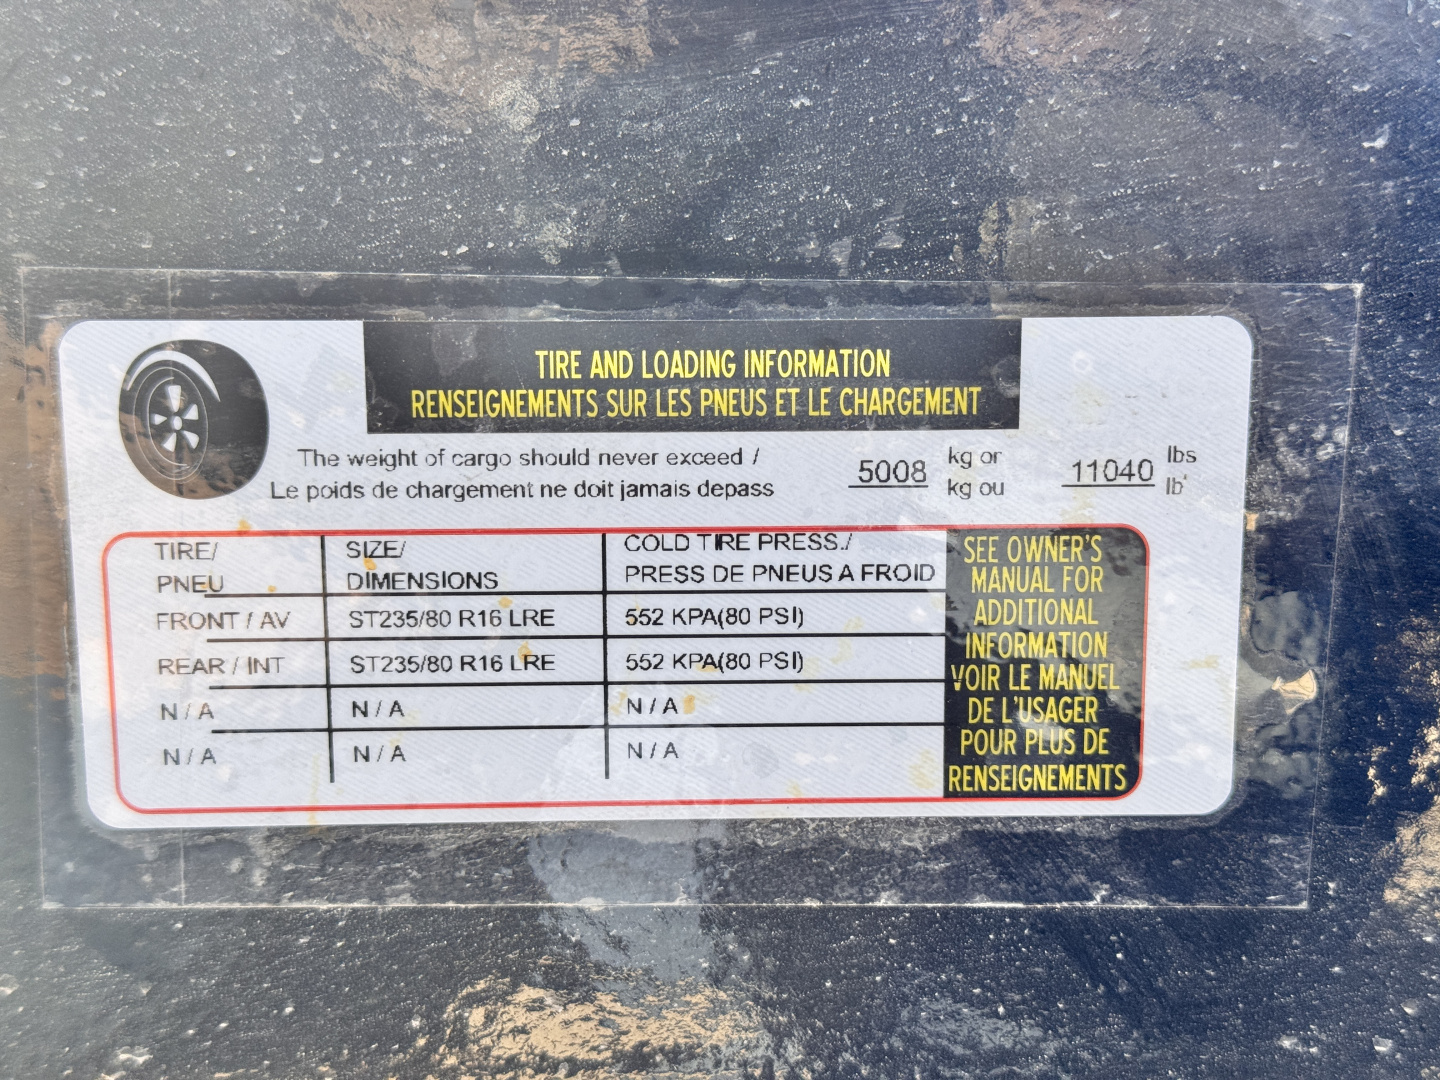 TIRE AND LOADING INFORMATION
RENSEIGNEMENTS SUR LES PNEUS ET LE CHARGEMENT
The weight of cargo should never exceed /
Le poids de chargement ne doit jamais depass
5008 kg or
kg ou
11040 lbs
lb'
TIRE/
PNEU
SIZE/
DIMENSIONS
COLD TIRE PRESS./
PRESS DE PNEUS A FROID
FRONT / AV ST235/80 R16 LRE 552 KPA(80 PSI)
REAR / INT ST235/80 R16 LRE 552 KPA(80 PSI)
N / A N / A N / A
N / A N / A N / A
SEE OWNER'S
MANUAL FOR
ADDITIONAL
INFORMATION
VOIR LE MANUEL
DE L'USAGER
POUR PLUS DE
RENSEIGNEMENTS